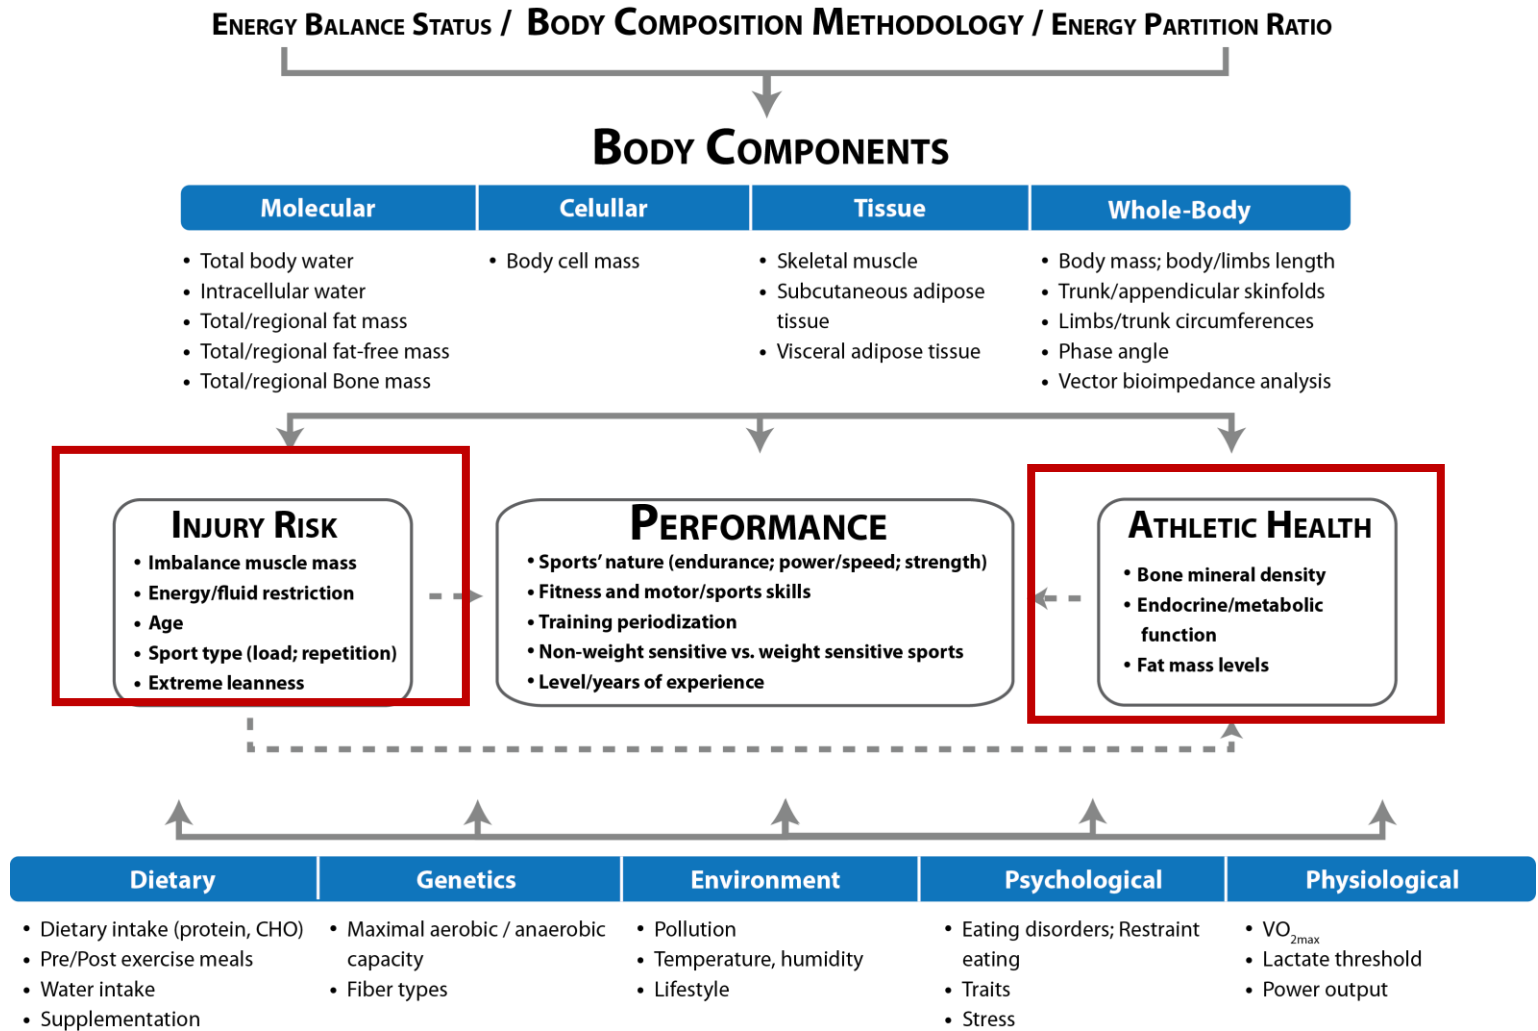 Energy Balance Status / Body Composition Methodology / Energy Partition Ratio
Body Components
Molecular
Celullar
Tissue
Whole-Body
• Total body water
• Intracellular water
• Total/regional fat mass
• Total/regional fat-free mass
• Total/regional Bone mass
• Body cell mass
• Skeletal muscle
• Subcutaneous adipose
tissue
• Visceral adipose tissue
• Body mass; body/limbs length
• Trunk/appendicular skinfolds
• Limbs/trunk circumferences
• Phase angle
• Vector bioimpedance analysis
Injury Risk
• Imbalance muscle mass
• Energy/fluid restriction
• Age
• Sport type (load; repetition)
• Extreme leanness
Performance
• Sports' nature (endurance; power/speed; strength)
• Fitness and motor/sports skills
• Training periodization
• Non-weight sensitive vs. weight sensitive sports
• Level/years of experience
Athletic Health
• Bone mineral density
• Endocrine/metabolic
function
• Fat mass levels
Dietary
Genetics
Environment
Psychological
Physiological
• Dietary intake (protein, CHO)
• Pre/Post exercise meals
• Water intake
• Supplementation
• Maximal aerobic / anaerobic
capacity
• Fiber types
• Pollution
• Temperature, humidity
• Lifestyle
• Eating disorders; Restraint
eating
• Traits
• Stress
• VO2max
• Lactate threshold
• Power output